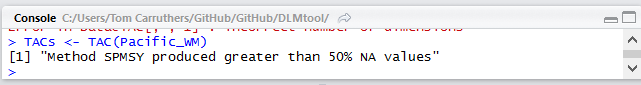 Console C:/Users/Tom Carruthers/GitHub/GitHub/DLMtool/
> TACs <- TAC(Pacific_WM)
[1] "Method SPMSY produced greater than 50% NA values"
>